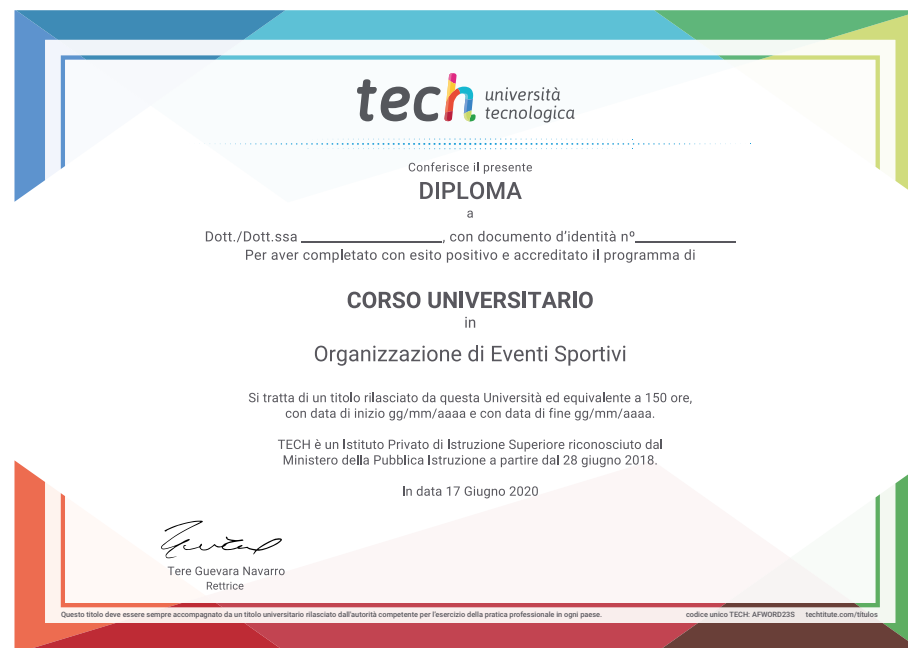 tech università
tecnologica
Conferisce il presente
DIPLOMA
a
Dott./Dott.ssa ____________________, con documento d'identità nº______________
Per aver completato con esito positivo e accreditato il programma di
CORSO UNIVERSITARIO
in
Organizzazione di Eventi Sportivi
Si tratta di un titolo rilasciato da questa Università ed equivalente a 150 ore,
con data di inizio gg/mm/aaaa e con data di fine gg/mm/aaaa.
TECH è un Istituto Privato di Istruzione Superiore riconosciuto dal
Ministero della Pubblica Istruzione a partire dal 28 giugno 2018.
In data 17 Giugno 2020
Tere Guevara Navarro
Rettrice
Questo titolo deve essere sempre accompagnato da un titolo universitario rilasciato dall'autorità competente per l'esercizio della pratica professionale in ogni paese. codice unico TECH: AFWORD23S techtitute.com/titulos